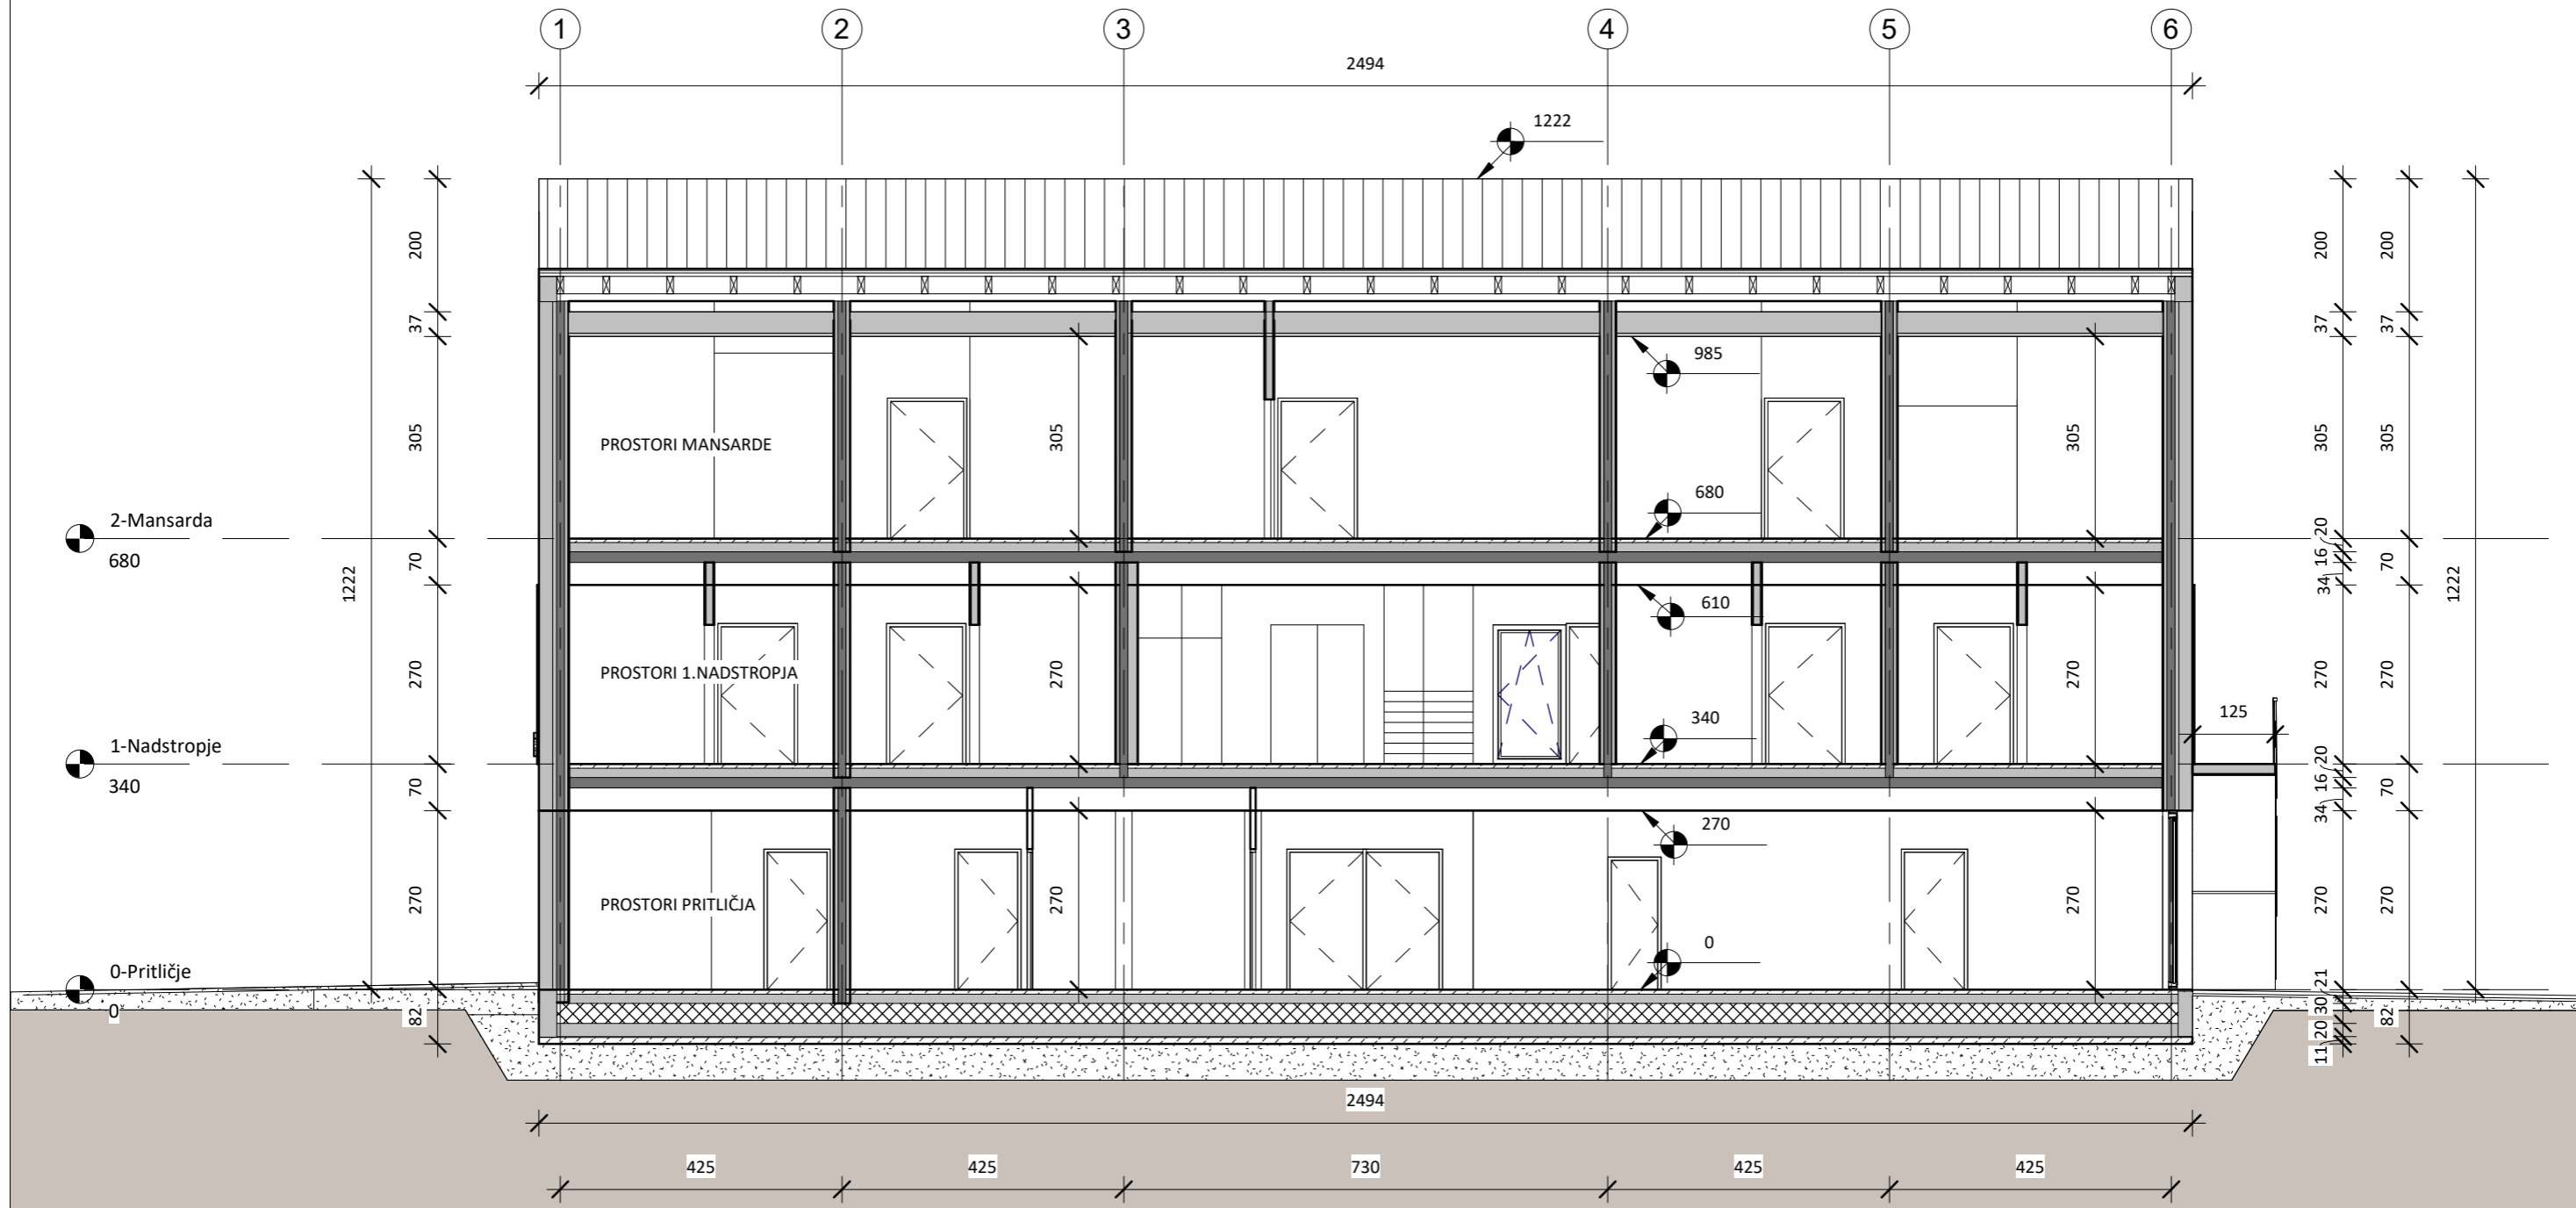 1 2 3 4 5 6
2494
1222
200 200 200
37 37 37
985
305 305 305 305 305
PROSTORI MANSARDE
680
2-Mansarda
680
20
16
34
70 70
1222 1222
610
270 270 270 270 270
PROSTORI 1.NADSTROPJA
340
125
1-Nadstropje
340
20
16
34
70 70
270
270 270 270 270 270
PROSTORI PRITLIČJA
0
0-Pritličje
0
21
30
20
11
82 82
2494
425 425 730 425 425